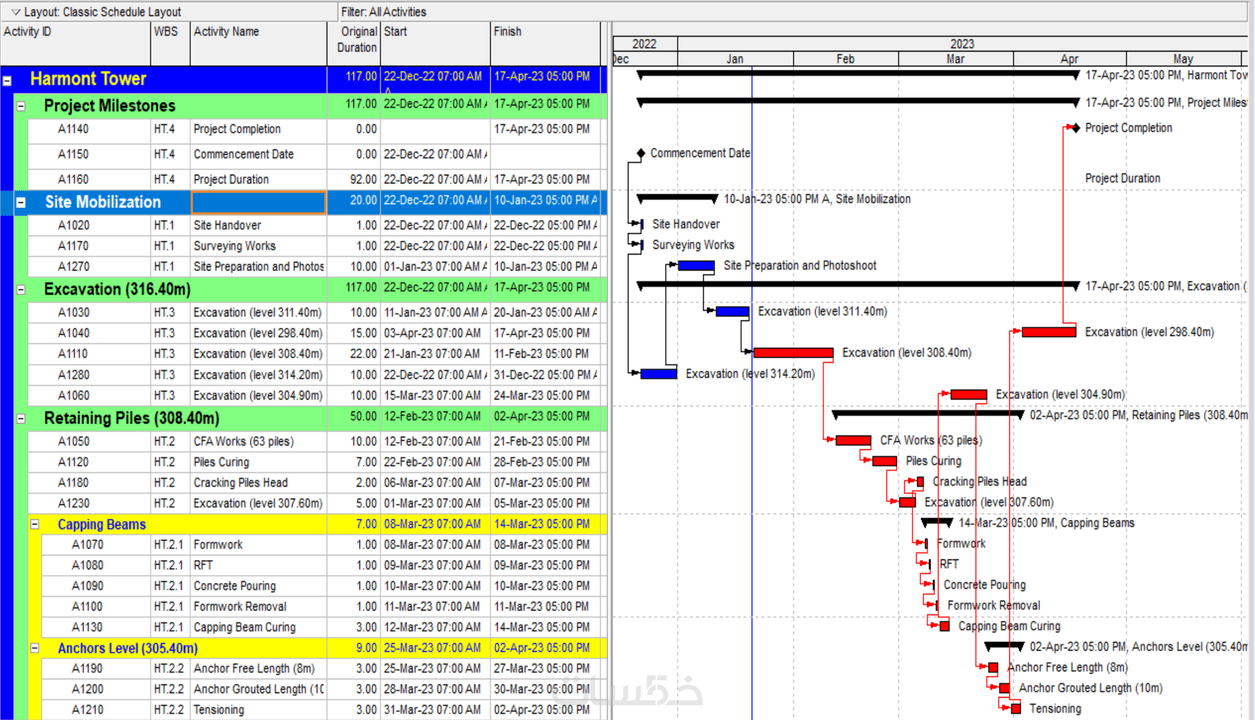 Layout: Classic Schedule Layout Filter: All Activities
Activity ID WBS Activity Name Original Duration Start Finish
2022 2023
Dec Jan Feb Mar Apr May
Harmont Tower 117.00 22-Dec-22 07:00 AM A 17-Apr-23 05:00 PM 17-Apr-23 05:00 PM, Harmont Tow
Project Milestones 117.00 22-Dec-22 07:00 AM A 17-Apr-23 05:00 PM 17-Apr-23 05:00 PM, Project Miles
A1140 HT.4 Project Completion 0.00 17-Apr-23 05:00 PM Project Completion
A1150 HT.4 Commencement Date 0.00 22-Dec-22 07:00 AM A Commencement Date
A1160 HT.4 Project Duration 92.00 22-Dec-22 07:00 AM A 17-Apr-23 05:00 PM Project Duration
Site Mobilization 20.00 22-Dec-22 07:00 AM A 10-Jan-23 05:00 PM A 10-Jan-23 05:00 PM A, Site Mobilization
A1020 HT.1 Site Handover 1.00 22-Dec-22 07:00 AM A 22-Dec-22 05:00 PM A Site Handover
A1170 HT.1 Surveying Works 1.00 22-Dec-22 07:00 AM A 22-Dec-22 05:00 PM A Surveying Works
A1270 HT.1 Site Preparation and Photos 10.00 01-Jan-23 07:00 AM A 10-Jan-23 05:00 PM A Site Preparation and Photoshoot
Excavation (316.40m) 117.00 22-Dec-22 07:00 AM A 17-Apr-23 05:00 PM 17-Apr-23 05:00 PM, Excavation (
A1030 HT.3 Excavation (level 311.40m) 10.00 11-Jan-23 07:00 AM A 20-Jan-23 05:00 AM A Excavation (level 311.40m)
A1040 HT.3 Excavation (level 298.40m) 15.00 03-Apr-23 07:00 AM 17-Apr-23 05:00 PM Excavation (level 298.40m)
A1110 HT.3 Excavation (level 308.40m) 22.00 21-Jan-23 07:00 AM 11-Feb-23 05:00 PM Excavation (level 308.40m)
A1280 HT.3 Excavation (level 314.20m) 10.00 22-Dec-22 07:00 AM A 31-Dec-22 05:00 PM A Excavation (level 314.20m)
A1060 HT.3 Excavation (level 304.90m) 10.00 15-Mar-23 07:00 AM 24-Mar-23 05:00 PM Excavation (level 304.90m)
Retaining Piles (308.40m) 50.00 12-Feb-23 07:00 AM 02-Apr-23 05:00 PM 02-Apr-23 05:00 PM, Retaining Piles (308.40m
A1050 HT.2 CFA Works (63 piles) 10.00 12-Feb-23 07:00 AM 21-Feb-23 05:00 PM CFA Works (63 piles)
A1120 HT.2 Piles Curing 7.00 22-Feb-23 07:00 AM 28-Feb-23 05:00 PM Piles Curing
A1180 HT.2 Cracking Piles Head 2.00 06-Mar-23 07:00 AM 07-Mar-23 05:00 PM Cracking Piles Head
A1230 HT.2 Excavation (level 307.60m) 5.00 01-Mar-23 07:00 AM 05-Mar-23 05:00 PM Excavation (level 307.60m)
Capping Beams 7.00 08-Mar-23 07:00 AM 14-Mar-23 05:00 PM 14-Mar-23 05:00 PM, Capping Beams
A1070 HT.2.1 Formwork 1.00 08-Mar-23 07:00 AM 08-Mar-23 05:00 PM Formwork
A1080 HT.2.1 RFT 1.00 09-Mar-23 07:00 AM 09-Mar-23 05:00 PM RFT
A1090 HT.2.1 Concrete Pouring 1.00 10-Mar-23 07:00 AM 10-Mar-23 05:00 PM Concrete Pouring
A1100 HT.2.1 Formwork Removal 1.00 11-Mar-23 07:00 AM 11-Mar-23 05:00 PM Formwork Removal
A1130 HT.2.1 Capping Beam Curing 3.00 12-Mar-23 07:00 AM 14-Mar-23 05:00 PM Capping Beam Curing
Anchors Level (305.40m) 9.00 25-Mar-23 07:00 AM 02-Apr-23 05:00 PM 02-Apr-23 05:00 PM, Anchors Level (305.40m
A1190 HT.2.2 Anchor Free Length (8m) 3.00 25-Mar-23 07:00 AM 27-Mar-23 05:00 PM Anchor Free Length (8m)
A1200 HT.2.2 Anchor Grouted Length (10 3.00 28-Mar-23 07:00 AM 30-Mar-23 05:00 PM Anchor Grouted Length (10m)
A1210 HT.2.2 Tensioning 3.00 31-Mar-23 07:00 AM 02-Apr-23 05:00 PM Tensioning
خمسات